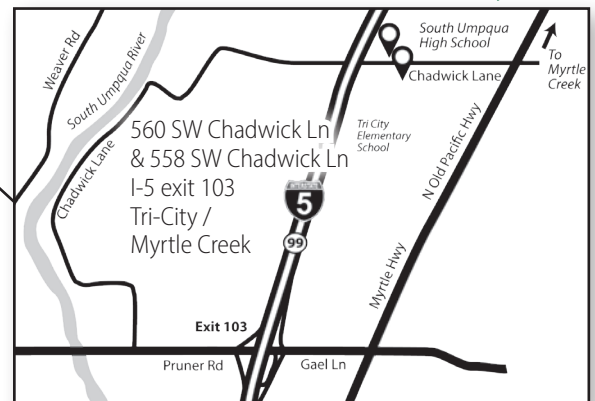 South Umpqua
High School
To
Myrtle
Creek
Weaver Rd
South Umpqua River
Chadwick Lane
560 SW Chadwick Ln
& 558 SW Chadwick Ln
I-5 exit 103
Tri-City /
Myrtle Creek
Tri City
Elementary
School
N Old Pacific Hwy
Chadwick Lane
5
99
Myrtle Hwy
Exit 103
Pruner Rd
Gael Ln